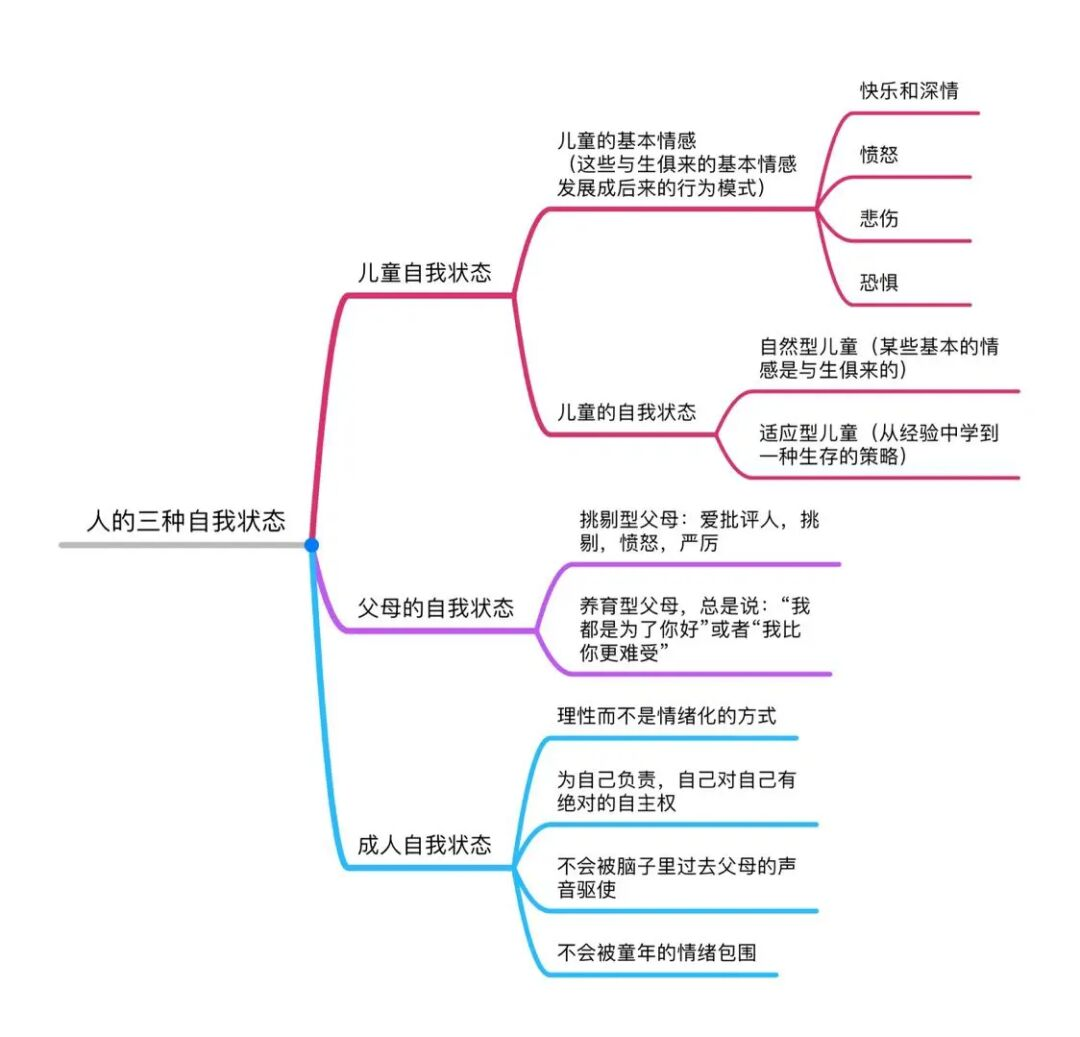 人的三种自我状态
儿童自我状态
儿童的基本情感
（这些与生俱来的基本情感
发展成后来的行为模式）
快乐和深情
愤怒
悲伤
恐惧
儿童的自我状态
自然型儿童（某些基本的情
感是与生俱来的）
适应型儿童（从经验中学到
一种生存的策略）
父母的自我状态
挑剔型父母：爱批评人，挑
剔，愤怒，严厉
养育型父母，总是说：“我
都是为了你好”或者“我比
你更难受”
成人自我状态
理性而不是情绪化的方式
为自己负责，自己对自己有
绝对的自主权
不会被脑子里过去父母的声
音驱使
不会被童年的情绪包围